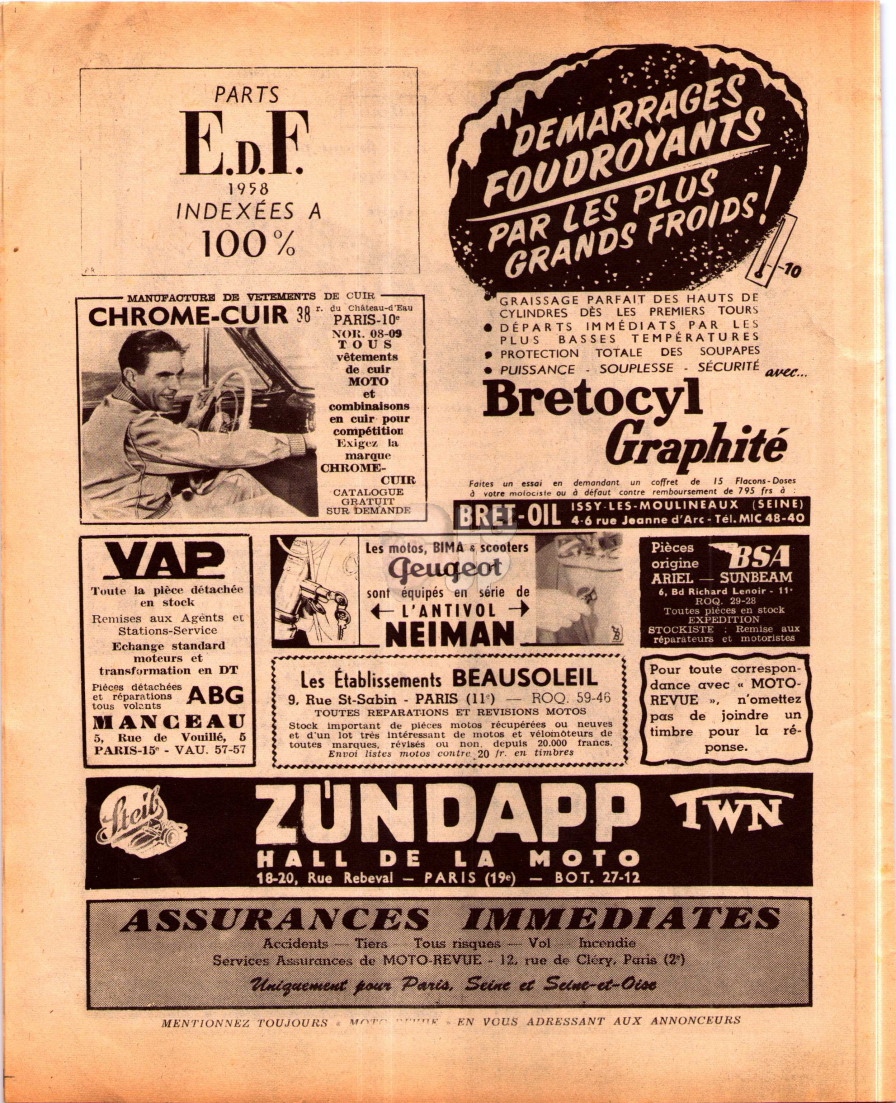 PARTS
E.D.F.
1958
INDEXÉES A
100%
DEMARRAGES
FOUDROYANTS
PAR LES PLUS
GRANDS FROIDS!
-10
• GRAISSAGE PARFAIT DES HAUTS DE
CYLINDRES DÈS LES PREMIERS TOURS
• DÉPARTS IMMÉDIATS PAR LES
PLUS BASSES TEMPÉRATURES
• PROTECTION TOTALE DES SOUPAPES
• PUISSANCE - SOUPLESSE - SÉCURITÉ
avec...
Bretocyl
Graphité
Faites un essai en demandant un coffret de 15 Flacons-Doses
à votre motociste ou à défaut contre remboursement de 795 frs à :
BRET-OIL
ISSY-LES-MOULINEAUX (SEINE)
4-6 rue Jeanne d'Arc - Tél. MIC 48-40
MANUFACTURE DE VETEMENTS DE CUIR
CHROME-CUIR 38 r. du Château-d'Eau
PARIS-10e
NOR. 08-09
TOUS
vêtements
de cuir
MOTO
et
combinaisons
en cuir pour
compétition
Exigez la
marque
CHROME-
CUIR
CATALOGUE
GRATUIT
SUR DEMANDE
VAP
Toute la pièce détachée
en stock
Remises aux Agents et
Stations-Service
Echange standard
moteurs et
transformation en DT
Pièces détachées
et réparations
tous volants
ABG
MANCEAU
5, Rue de Vouillé, 5
PARIS-15e - VAU. 57-57
Les motos, BIMA & scooters
Peugeot
sont équipés en série de
L'ANTIVOL
NEIMAN
Pièces
origine
BSA
ARIEL — SUNBEAM
6, Bd Richard Lenoir - 11e
ROQ. 29-28
Toutes pièces en stock
EXPEDITION
STOCKISTE : Remise aux
réparateurs et motoristes
Les Établissements BEAUSOLEIL
9, Rue St-Sabin - PARIS (11e) — ROQ. 59-46
TOUTES REPARATIONS ET REVISIONS MOTOS
Stock important de pièces motos récupérées ou neuves
et d'un lot très intéressant de motos et vélomoteurs de
toutes marques, révisés ou non, depuis 20.000 francs.
Envoi listes motos contre 20 fr. en timbres
Pour toute correspon-
dance avec « MOTO-
REVUE », n'omettez
pas de joindre un
timbre pour la ré-
ponse.
Steib
ZÜNDAPP
TWN
HALL DE LA MOTO
18-20, Rue Rebeval — PARIS (19e) — BOT. 27-12
ASSURANCES IMMEDIATES
Accidents — Tiers — Tous risques — Vol — Incendie
Services Assurances de MOTO-REVUE - 12, rue de Cléry, Paris (2e)
Uniquement pour Paris, Seine et Seine-et-Oise
MENTIONNEZ TOUJOURS « MOTO-REVUE » EN VOUS ADRESSANT AUX ANNONCEURS